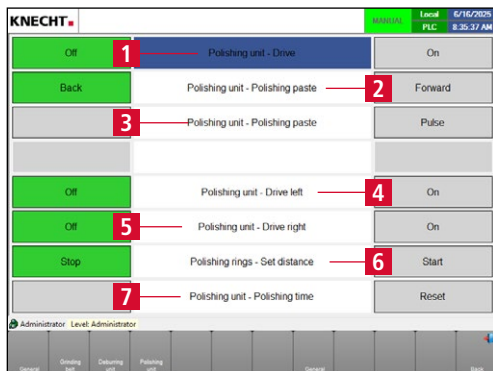 KNECHT.
MANUAL
Local 6/16/2025
PLC 8:35:37 AM
Off 1 Polishing unit - Drive On
Back Polishing unit - Polishing paste 2 Forward
3 Polishing unit - Polishing paste Pulse
Off Polishing unit - Drive left 4 On
Off 5 Polishing unit - Drive right On
Stop Polishing rings - Set distance 6 Start
7 Polishing unit - Polishing time Reset
Administrator Level: Administrator
Grinding Deburring Polishing
General belt unit unit General Back